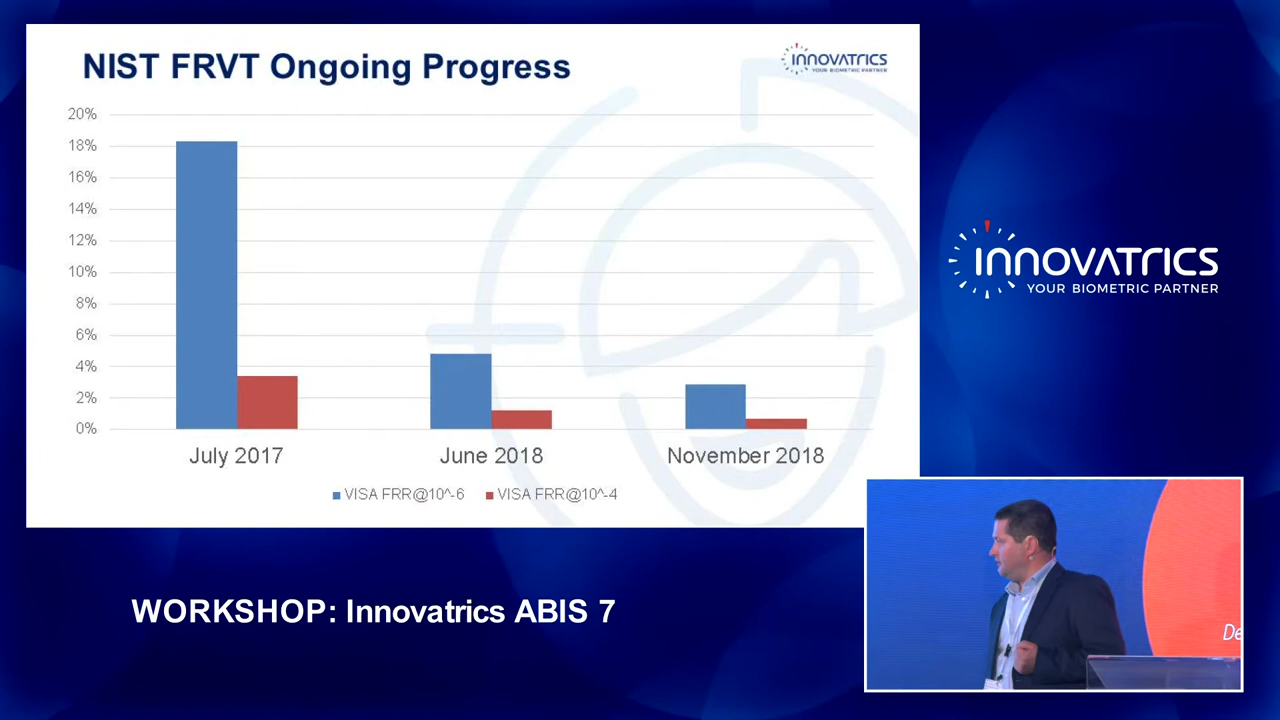 NIST FRVT Ongoing Progress
INNOVATRICS
YOUR BIOMETRIC PARTNER
20%
18%
16%
14%
12%
10%
8%
6%
4%
2%
0%
July 2017
June 2018
November 2018
VISA FRR@10^-6
VISA FRR@10^-4
INNOVATRICS
YOUR BIOMETRIC PARTNER
WORKSHOP: Innovatrics ABIS 7
De